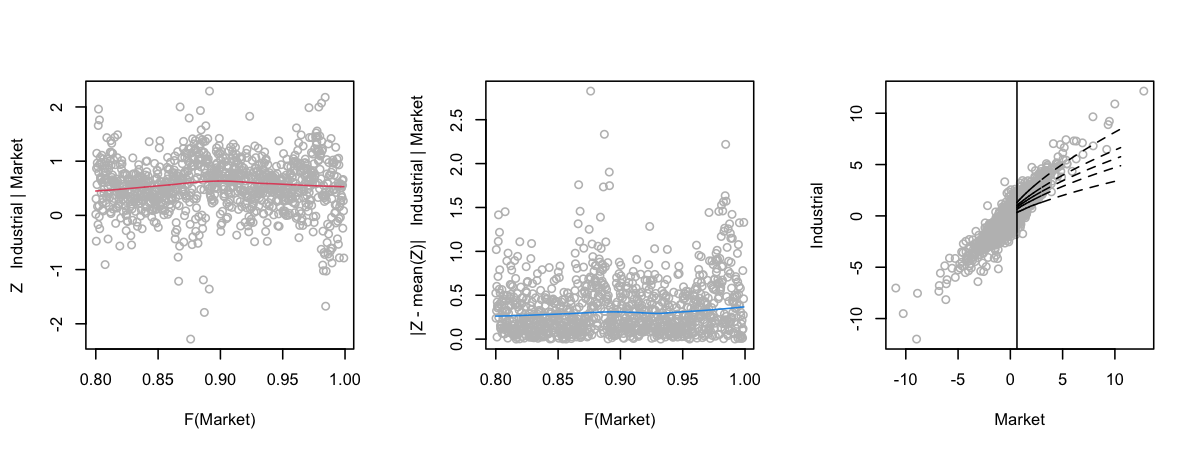 Z   Industrial | Market
2
1
0
-1
-2
0.80 0.85 0.90 0.95 1.00
F(Market)
|Z - mean(Z)|   Industrial | Market
2.5
2.0
1.5
1.0
0.5
0.0
0.80 0.85 0.90 0.95 1.00
F(Market)
Industrial
10
5
0
-5
-10
-10 -5 0 5 10
Market